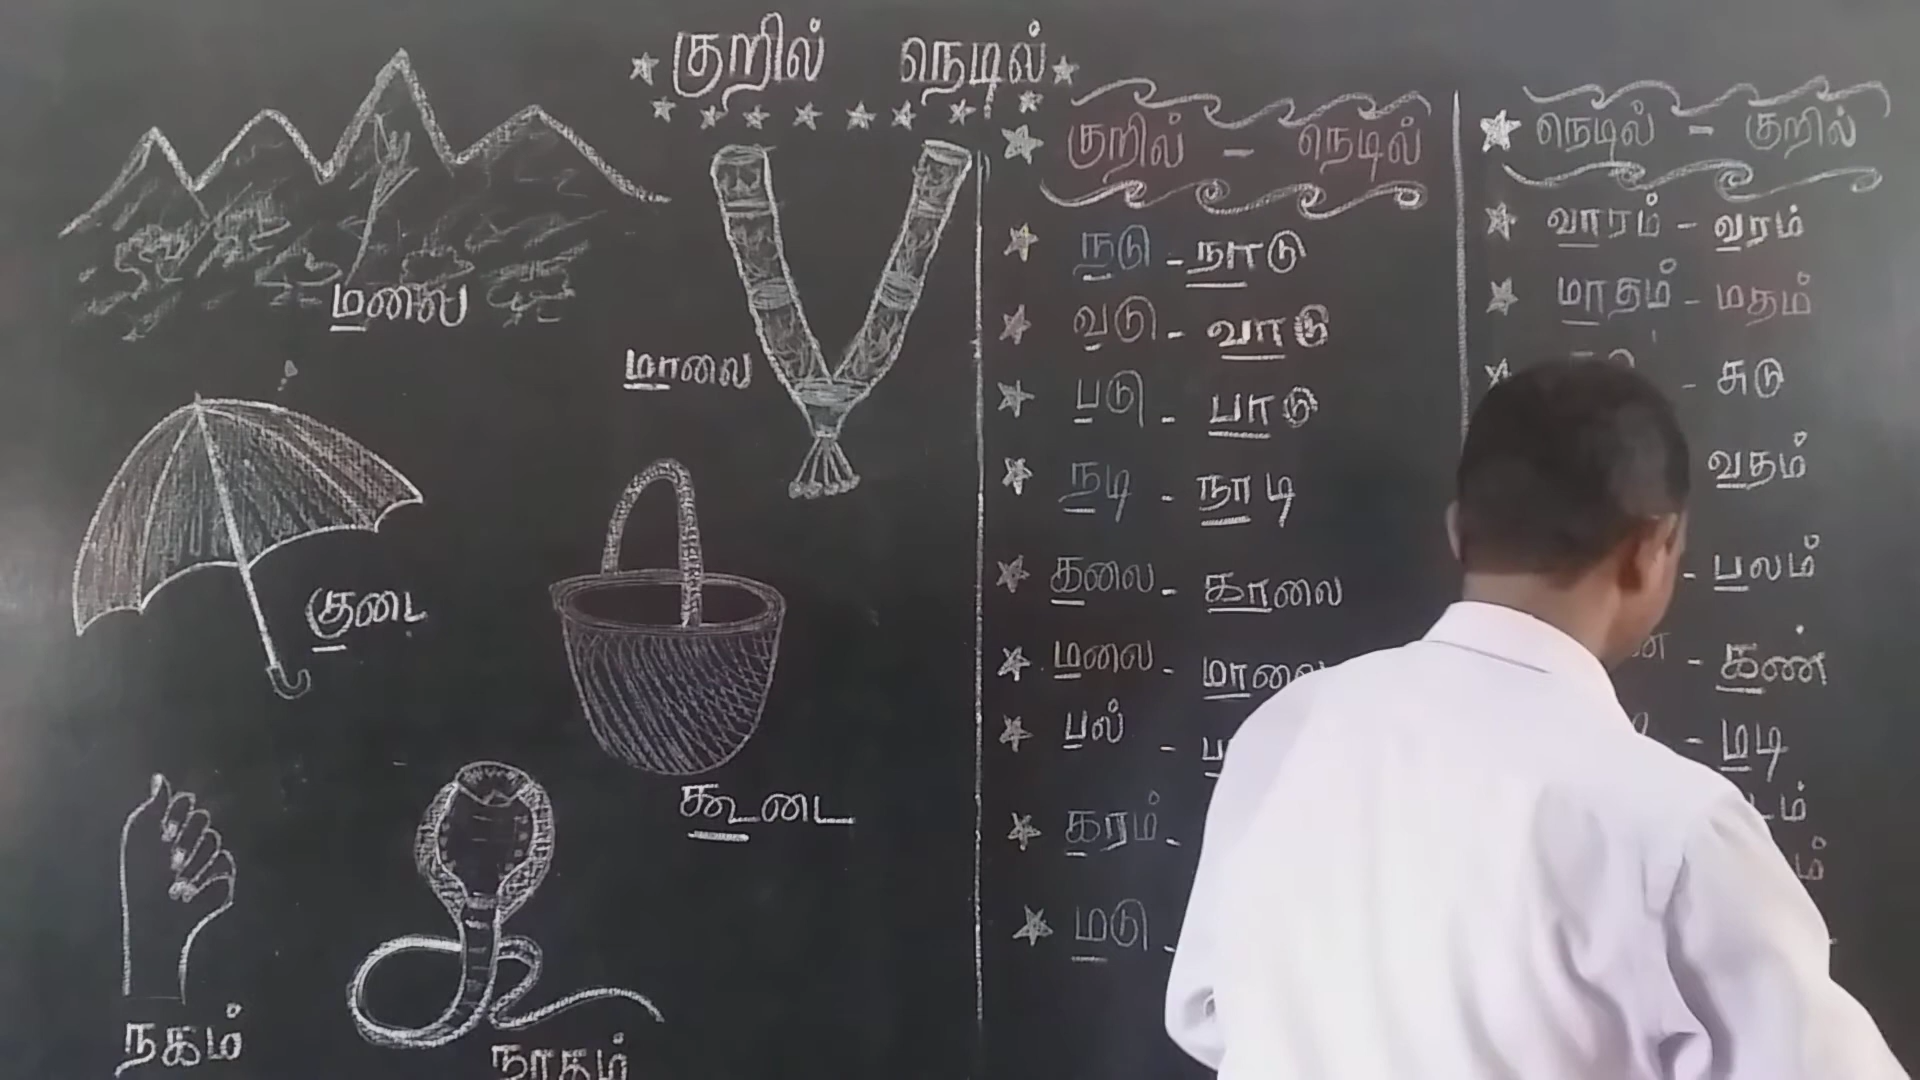 குறில் நெடில்
மலை
மாலை
குடை
கூடை
நகம்
நாகம்
குறில் - நெடில்
நடு - நாடு
வடு - வாடு
படு - பாடு
நடி - நாடி
கலை - காலை
மலை - மாலை
பல் -
கரம் -
மடு -
நெடில் - குறில்
வாரம் - வரம்
மாதம் - மதம்
- சுடு
வதம்
- பலம்
- கண்
- மடி